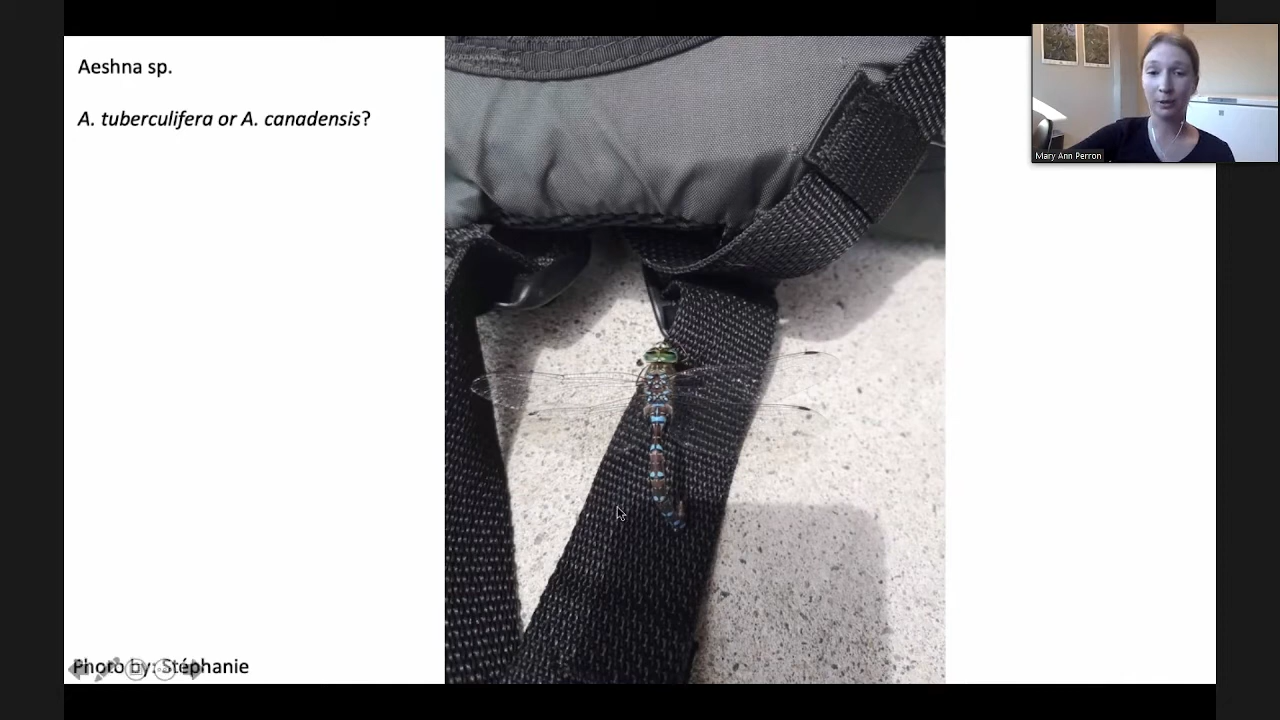 Aeshna sp.
A. tuberculifera or A. canadensis?
Mary Ann Perron
Photo by: Stéphanie